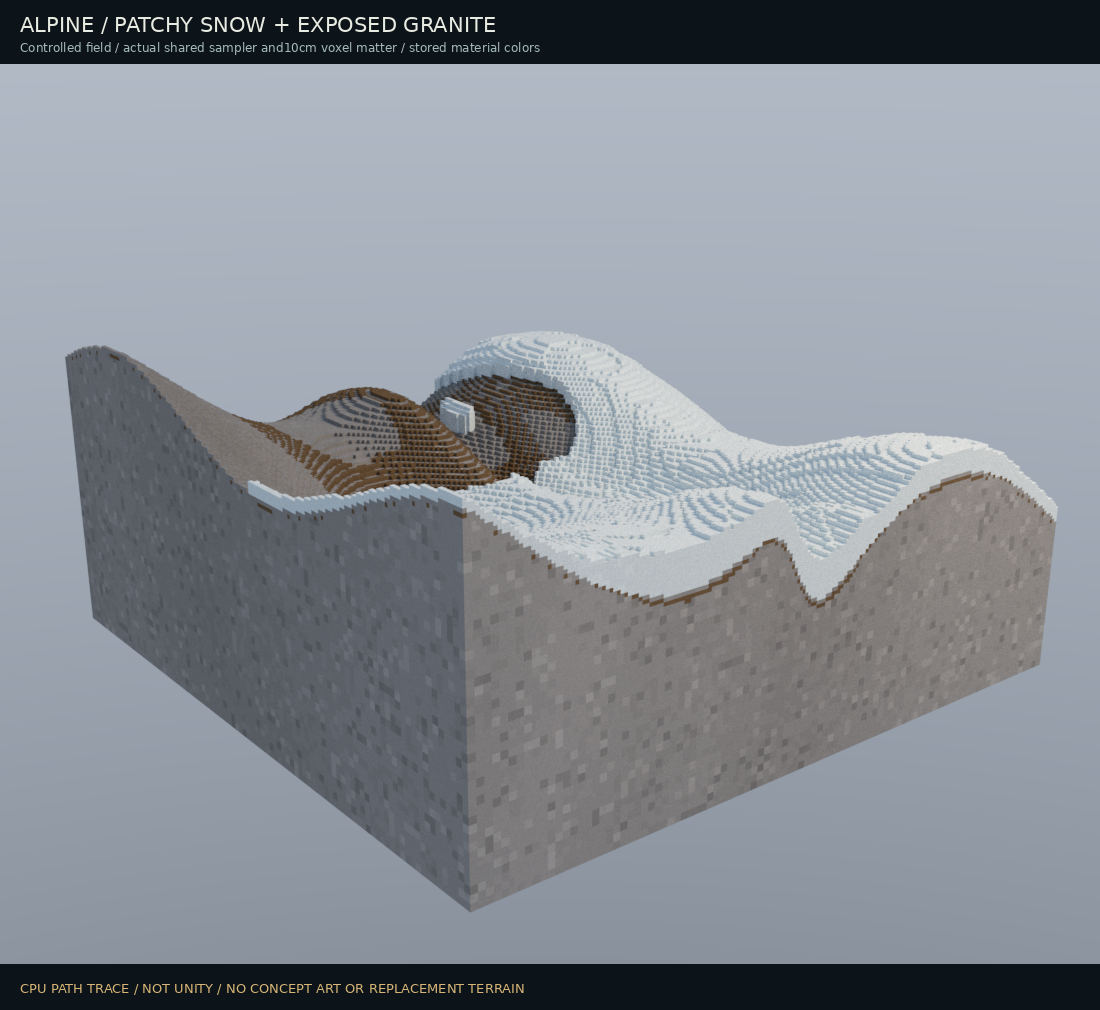 ALPINE / PATCHY SNOW + EXPOSED GRANITE
Controlled field / actual shared sampler and10cm voxel matter / stored material colors
CPU PATH TRACE / NOT UNITY / NO CONCEPT ART OR REPLACEMENT TERRAIN